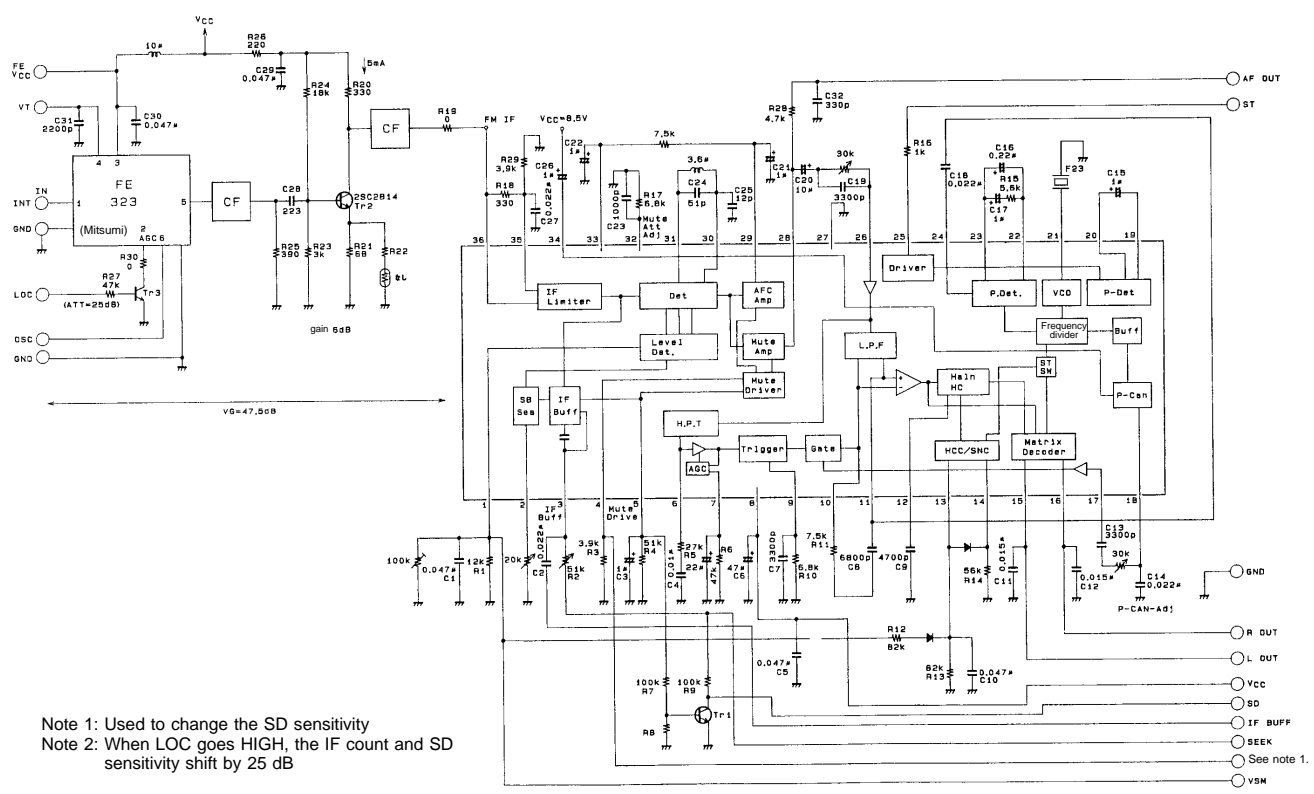 VCC
10µ
R26
220
FE
VCC
C29
0.047µ
R24
18k
5mA
R20
330
VT
C31
2200p
C30
0.047µ
CF
R19
0
FM IF
VCC=8.5V
4
3
FE
323
(Mitsumi)
IN
INT
1
5
GND
2
AGC
6
CF
C28
223
2SC2814
Tr2
R25
390
R23
3k
R21
68
R22
なし
R30
0
R27
47k
LOC
(ATT=25dB)
Tr3
OSC
GND
gain 6dB
VG=47.5dB
R29
3.9k
R18
330
C26
1µ
0.022µ
C27
C22
1µ
7.5k
C23
1000p
R17
6.8k
Mute
Att
Adj
3.6µ
C24
51p
C25
12p
C21
1µ
R28
4.7k
C32
330p
C20
10µ
30k
C19
3300p
R16
1k
C18
0.022µ
C16
0.22µ
R15
5.6k
C17
1µ
F23
C15
1µ
AF OUT
ST
36
35
34
33
32
31
30
29
28
27
26
25
24
23
22
21
20
19
IF
Limiter
Det
AFC
Amp
Level
Det.
Mute
Amp
Mute
Driver
L.P.F
Driver
P.Det.
VCO
P-Det
Frequency
divider
Buff
ST
SW.
P-Can
IF
Buff
H.P.T
Trigger
Gate
AGC
HCC/SNC
Matrix
Decoder
1
2
3
4
5
6
7
8
9
10
11
12
13
14
15
16
17
18
IF
Buff
Mute
Drive
100k
0.047µ
C1
12k
R1
20k
0.022µ
C2
51k
R2
3.9k
R3
1µ
C3
51k
R4
0.01µ
C4
27k
R5
22µ
R6
47k
47µ
C6
3300p
C7
6.8k
R10
7.5k
R11
6800p
C8
4700p
C9
56k
R14
0.015µ
C11
0.015µ
C12
C13
3300p
30k
C14
0.022µ
P-CAN-Adj
GND
R12
82k
82k
R13
0.047µ
C10
0.047µ
C5
100k
R7
100k
R9
R8
Tr1
R OUT
L OUT
VCC
SD
IF BUFF
SEEK
See note 1.
VSM
Note 1: Used to change the SD sensitivity
Note 2: When LOC goes HIGH, the IF count and SD
sensitivity shift by 25 dB